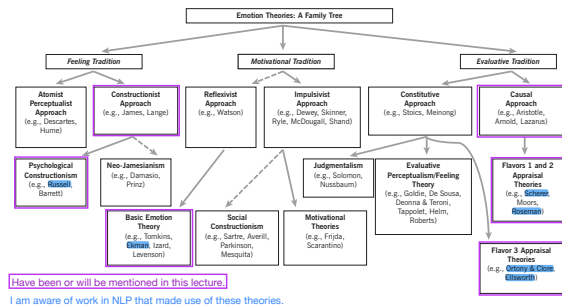 Emotion Theories: A Family Tree
Feeling Tradition
Motivational Tradition
Evaluative Tradition
Atomist
Perceptualist
Approach
(e.g., Descartes,
Hume)
Constructionist
Approach
(e.g., James, Lange)
Reflexivist
Approach
(e.g., Watson)
Impulsivist
Approach
(e.g., Dewey, Skinner,
Ryle, McDougall, Shand)
Constitutive
Approach
(e.g., Stoics, Meinong)
Causal
Approach
(e.g., Aristotle,
Arnold, Lazarus)
Psychological
Constructionism
(e.g., Russell,
Barrett)
Neo-Jamesianism
(e.g., Damasio,
Prinz)
Judgmentalism
(e.g., Solomon,
Nussbaum)
Evaluative
Perceptualism/Feeling
Theory
(e.g., Goldie, De Sousa,
Deonna & Teroni,
Tappolet, Helm,
Roberts)
Flavors 1 and 2
Appraisal
Theories
(e.g., Scherer,
Moors,
Roseman)
Basic Emotion
Theory
(e.g., Tomkins,
Ekman, Izard,
Levenson)
Social
Constructionism
(e.g., Sartre, Averill,
Parkinson,
Mesquita)
Motivational
Theories
(e.g., Frijda,
Scarantino)
Flavor 3 Appraisal
Theories
(e.g., Ortony & Clore,
Ellsworth)
Have been or will be mentioned in this lecture.
I am aware of work in NLP that made use of these theories.